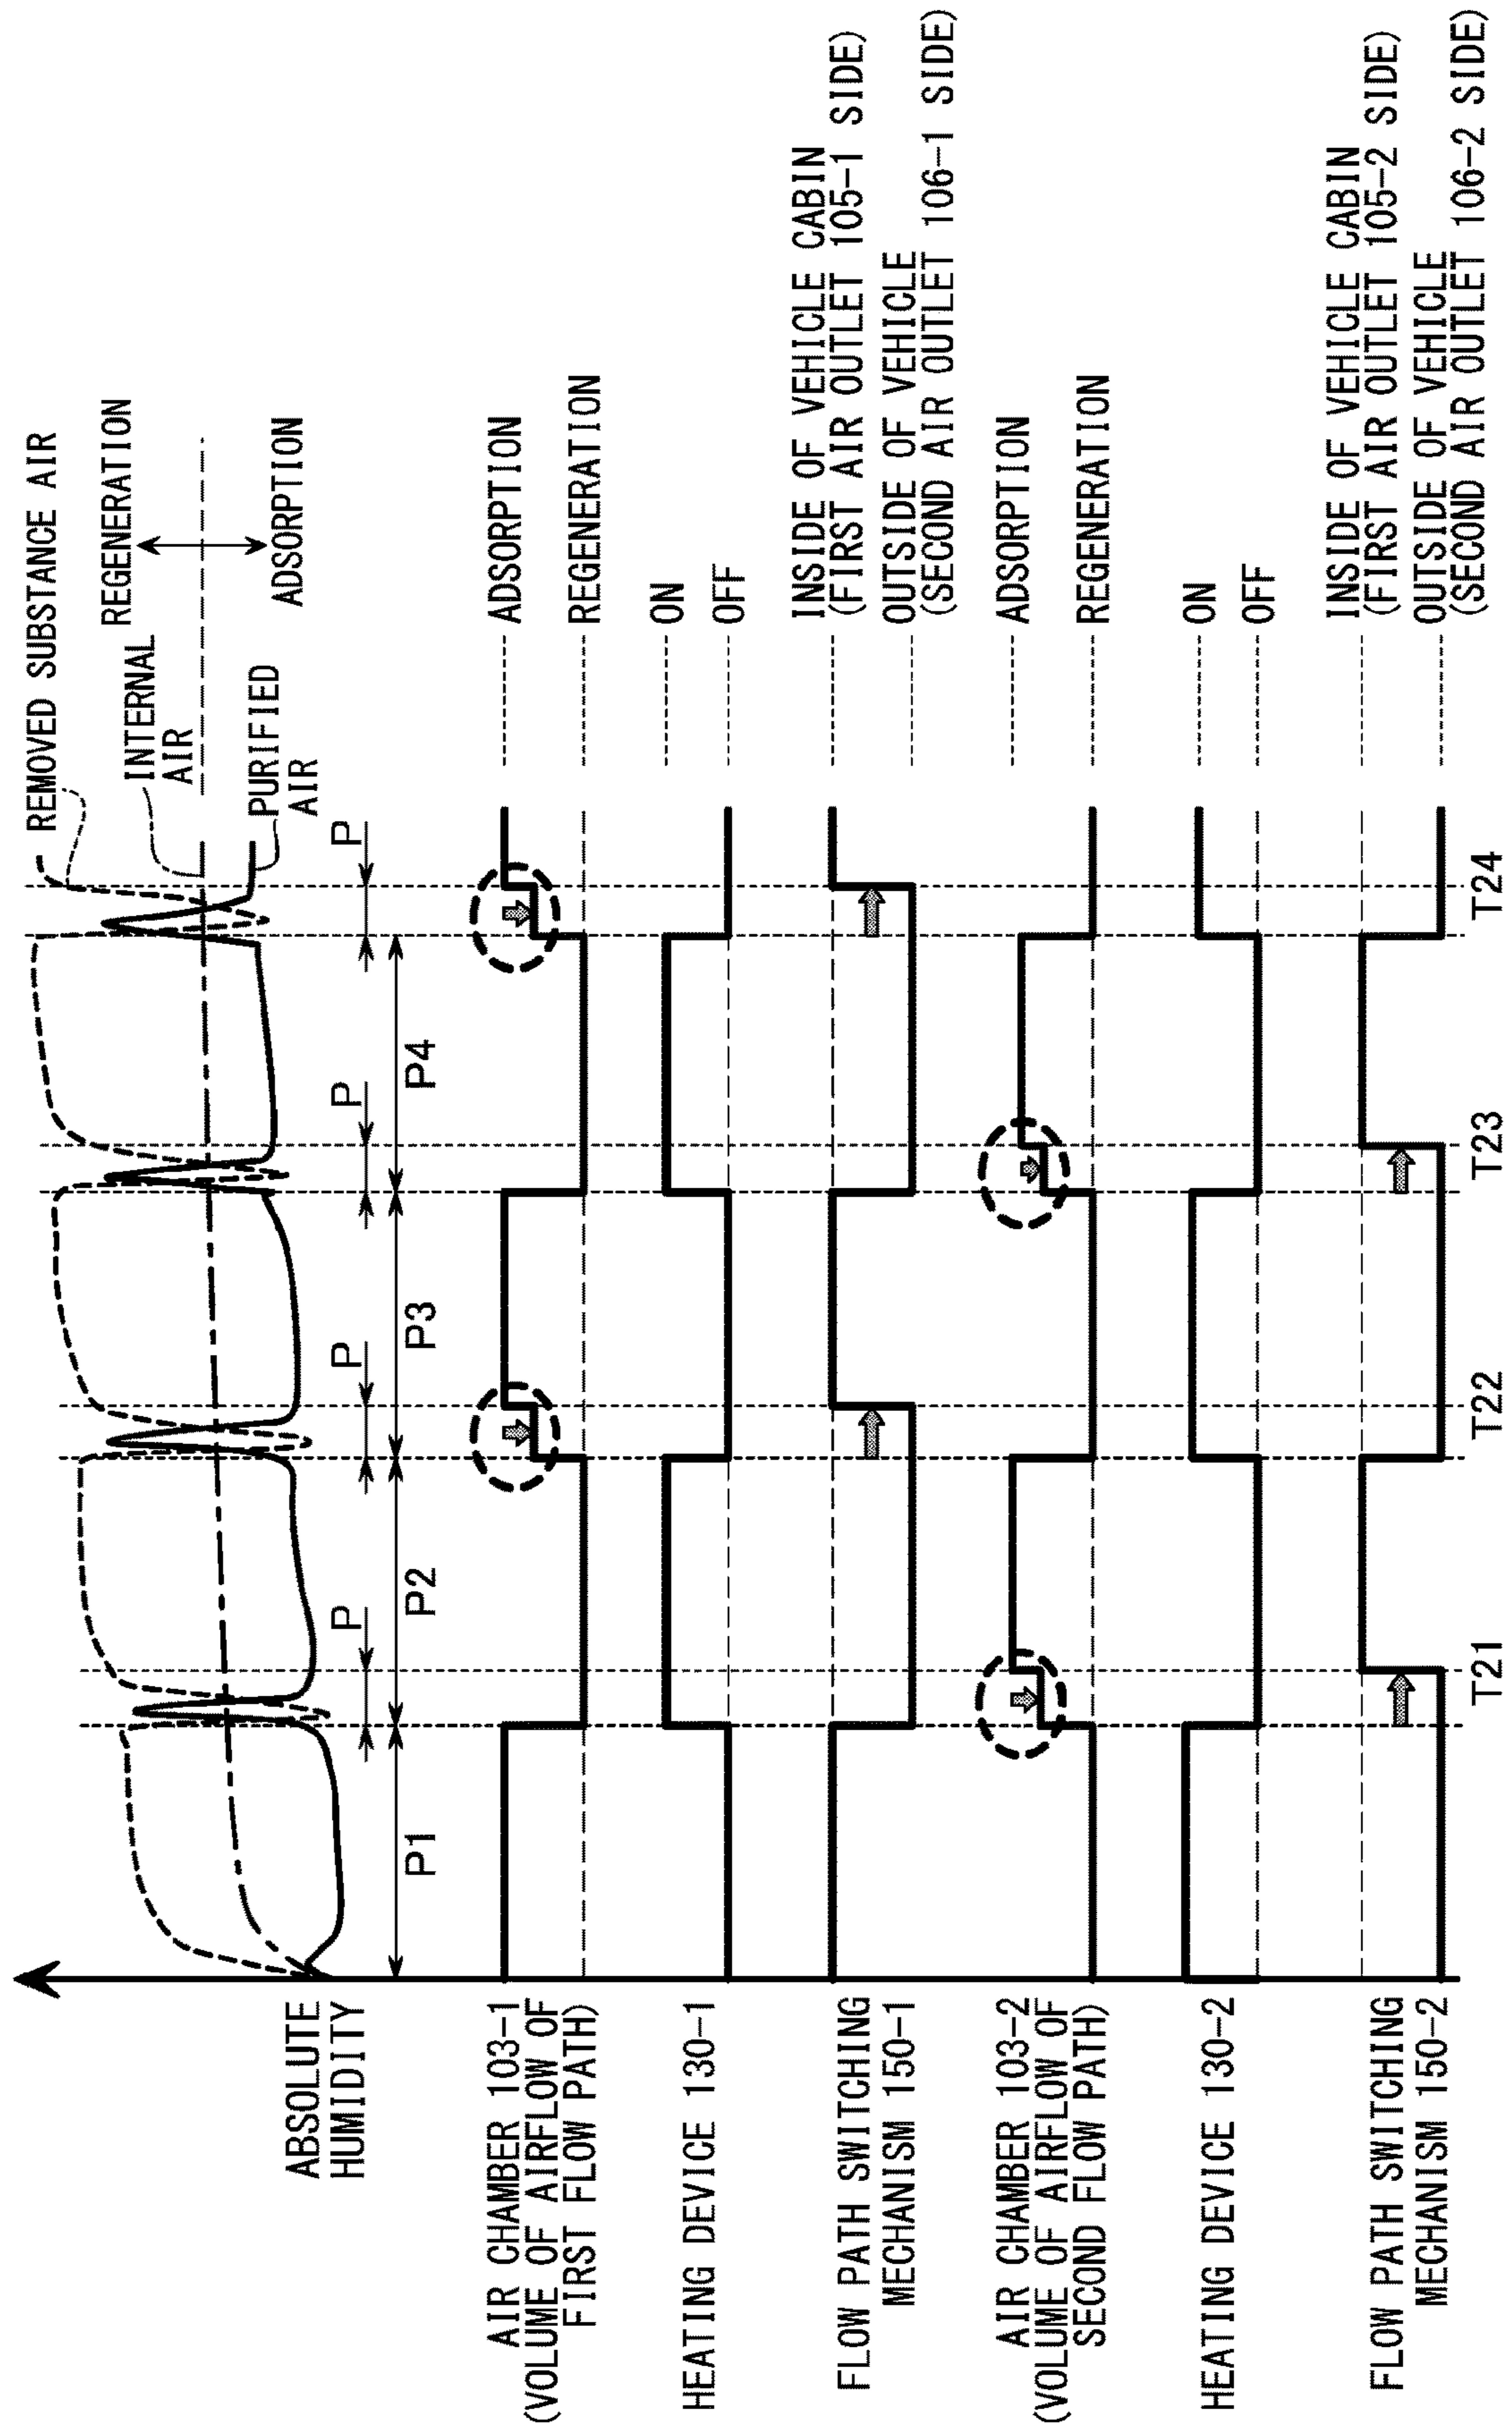 REMOVED SUBSTANCE AIR
REGENERATION
INTERNAL
AIR
PURIFIED
AIR
ADSORPTION
ABSOLUTE
HUMIDITY
P
P
P
P
P1
P2
P3
P4
AIR CHAMBER 103-1
(VOLUME OF AIRFLOW OF
FIRST FLOW PATH)
ADSORPTION
REGENERATION
HEATING DEVICE 130-1
ON
OFF
FLOW PATH SWITCHING
MECHANISM 150-1
INSIDE OF VEHICLE CABIN
(FIRST AIR OUTLET 105-1 SIDE)
OUTSIDE OF VEHICLE
(SECOND AIR OUTLET 106-1 SIDE)
AIR CHAMBER 103-2
(VOLUME OF AIRFLOW OF
SECOND FLOW PATH)
ADSORPTION
REGENERATION
HEATING DEVICE 130-2
ON
OFF
FLOW PATH SWITCHING
MECHANISM 150-2
INSIDE OF VEHICLE CABIN
(FIRST AIR OUTLET 105-2 SIDE)
OUTSIDE OF VEHICLE
(SECOND AIR OUTLET 106-2 SIDE)
T21
T22
T23
T24